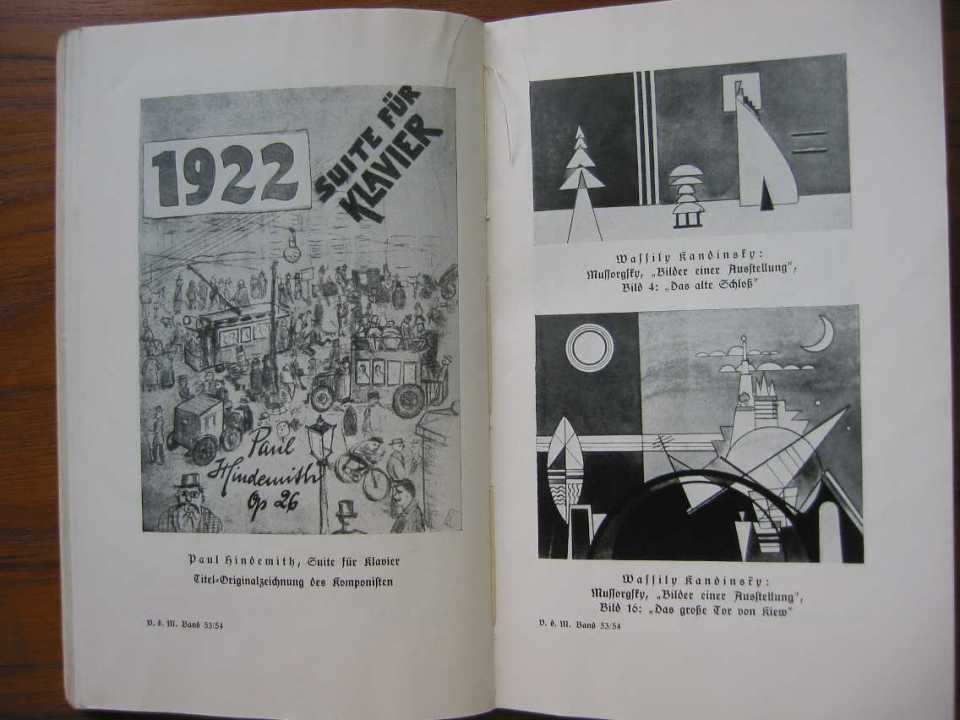 1922
SUITE FÜR
KLAVIER
Paul
Hindemith
Op 26
Paul Hindemith, Suite für Klavier
Titel-Originalzeichnung des Komponisten
V. d. M. Band 53/54
Wassily Kandinsky:
Mussorgsky, „Bilder einer Ausstellung",
Bild 4: „Das alte Schloß"
Wassily Kandinsky:
Mussorgsky, „Bilder einer Ausstellung",
Bild 16: „Das große Tor von Kiew"
V. d. M. Band 53/54